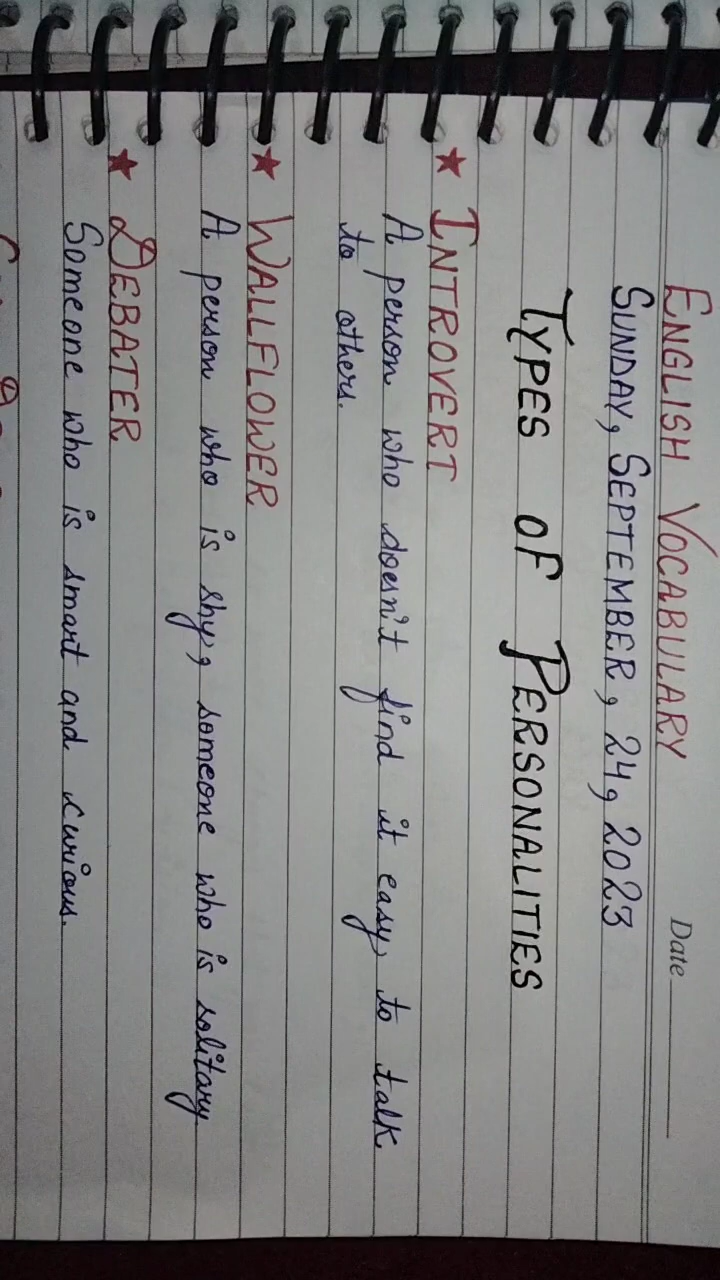 ENGLISH VOCABULARY
Date
SUNDAY, SEPTEMBER, 24, 2023
TYPES OF PERSONALITIES
★ INTROVERT
A person who doesn't find it easy to talk
to others.
★ WALLFLOWER
A person who is shy, someone who is solitary
★ DEBATER
Someone who is smart and curious.